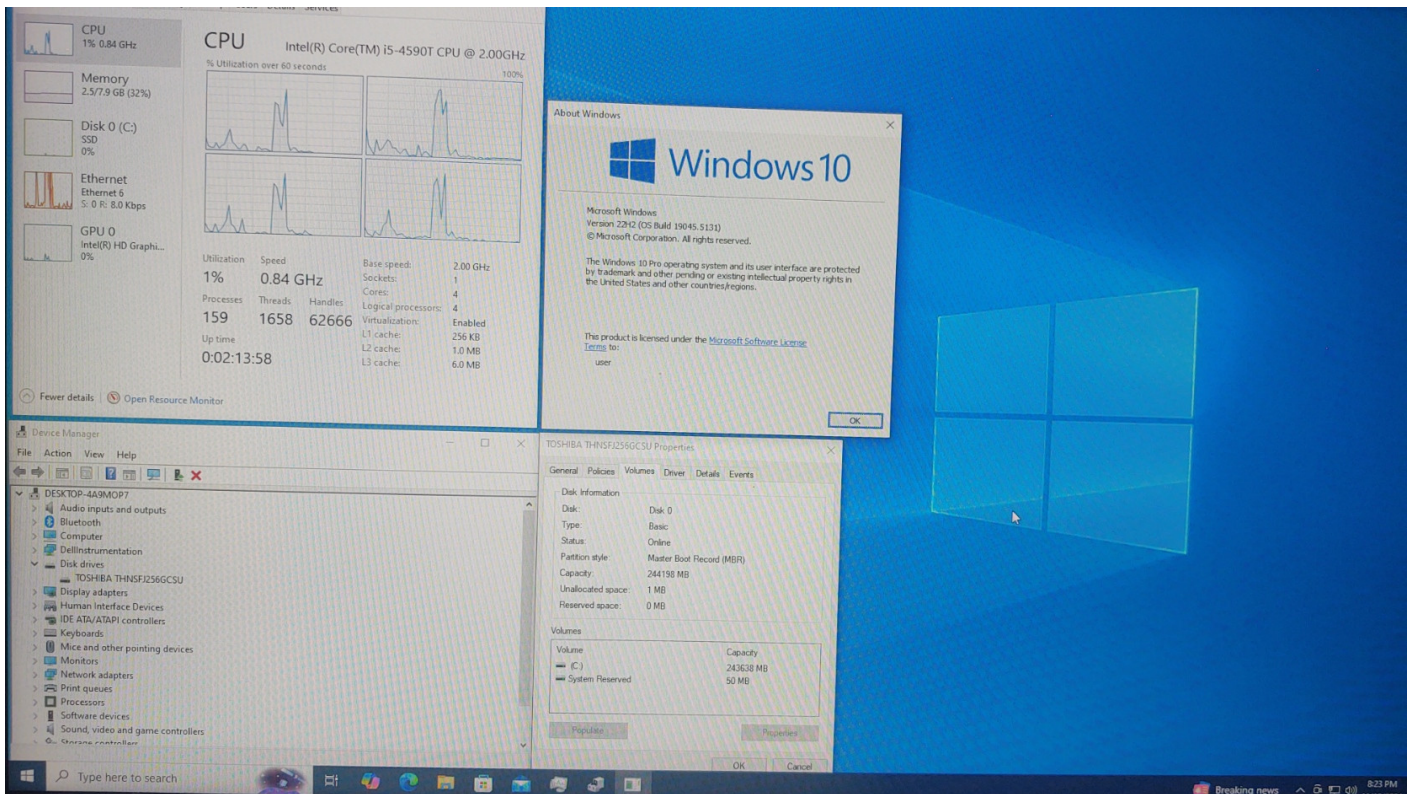 Details Services
CPU
1% 0.84 GHz
Memory
2.5/7.9 GB (32%)
Disk 0 (C:)
SSD
0%
Ethernet
Ethernet 6
S: 0 R: 8.0 Kbps
GPU 0
Intel(R) HD Graphi...
0%
CPU
Intel(R) Core(TM) i5-4590T CPU @ 2.00GHz
% Utilization over 60 seconds
100%
Utilization Speed
1% 0.84 GHz
Processes Threads Handles
159 1658 62666
Up time
0:02:13:58
Base speed: 2.00 GHz
Sockets: 1
Cores: 4
Logical processors: 4
Virtualization: Enabled
L1 cache: 256 KB
L2 cache: 1.0 MB
L3 cache: 6.0 MB
Fewer details
Open Resource Monitor
About Windows
Windows 10
Microsoft Windows
Version 22H2 (OS Build 19045.5131)
© Microsoft Corporation. All rights reserved.
The Windows 10 Pro operating system and its user interface are protected
by trademark and other pending or existing intellectual property rights in
the United States and other countries/regions.
This product is licensed under the Microsoft Software License
Terms to:
user
OK
Device Manager
File Action View Help
DESKTOP-4A9MOP7
Audio inputs and outputs
Bluetooth
Computer
DellInstrumentation
Disk drives
TOSHIBA THNSFJ256GCSU
Display adapters
Human Interface Devices
IDE ATA/ATAPI controllers
Keyboards
Mice and other pointing devices
Monitors
Network adapters
Print queues
Processors
Software devices
Sound, video and game controllers
Storage controllers
TOSHIBA THNSFJ256GCSU Properties
General Policies Volumes Driver Details Events
Disk Information
Disk: Disk 0
Type: Basic
Status: Online
Partition style: Master Boot Record (MBR)
Capacity: 244198 MB
Unallocated space: 1 MB
Reserved space: 0 MB
Volumes
Volume Capacity
(C:) 243638 MB
System Reserved 50 MB
Populate
Properties
OK Cancel
Type here to search
Breaking news
8:23 PM